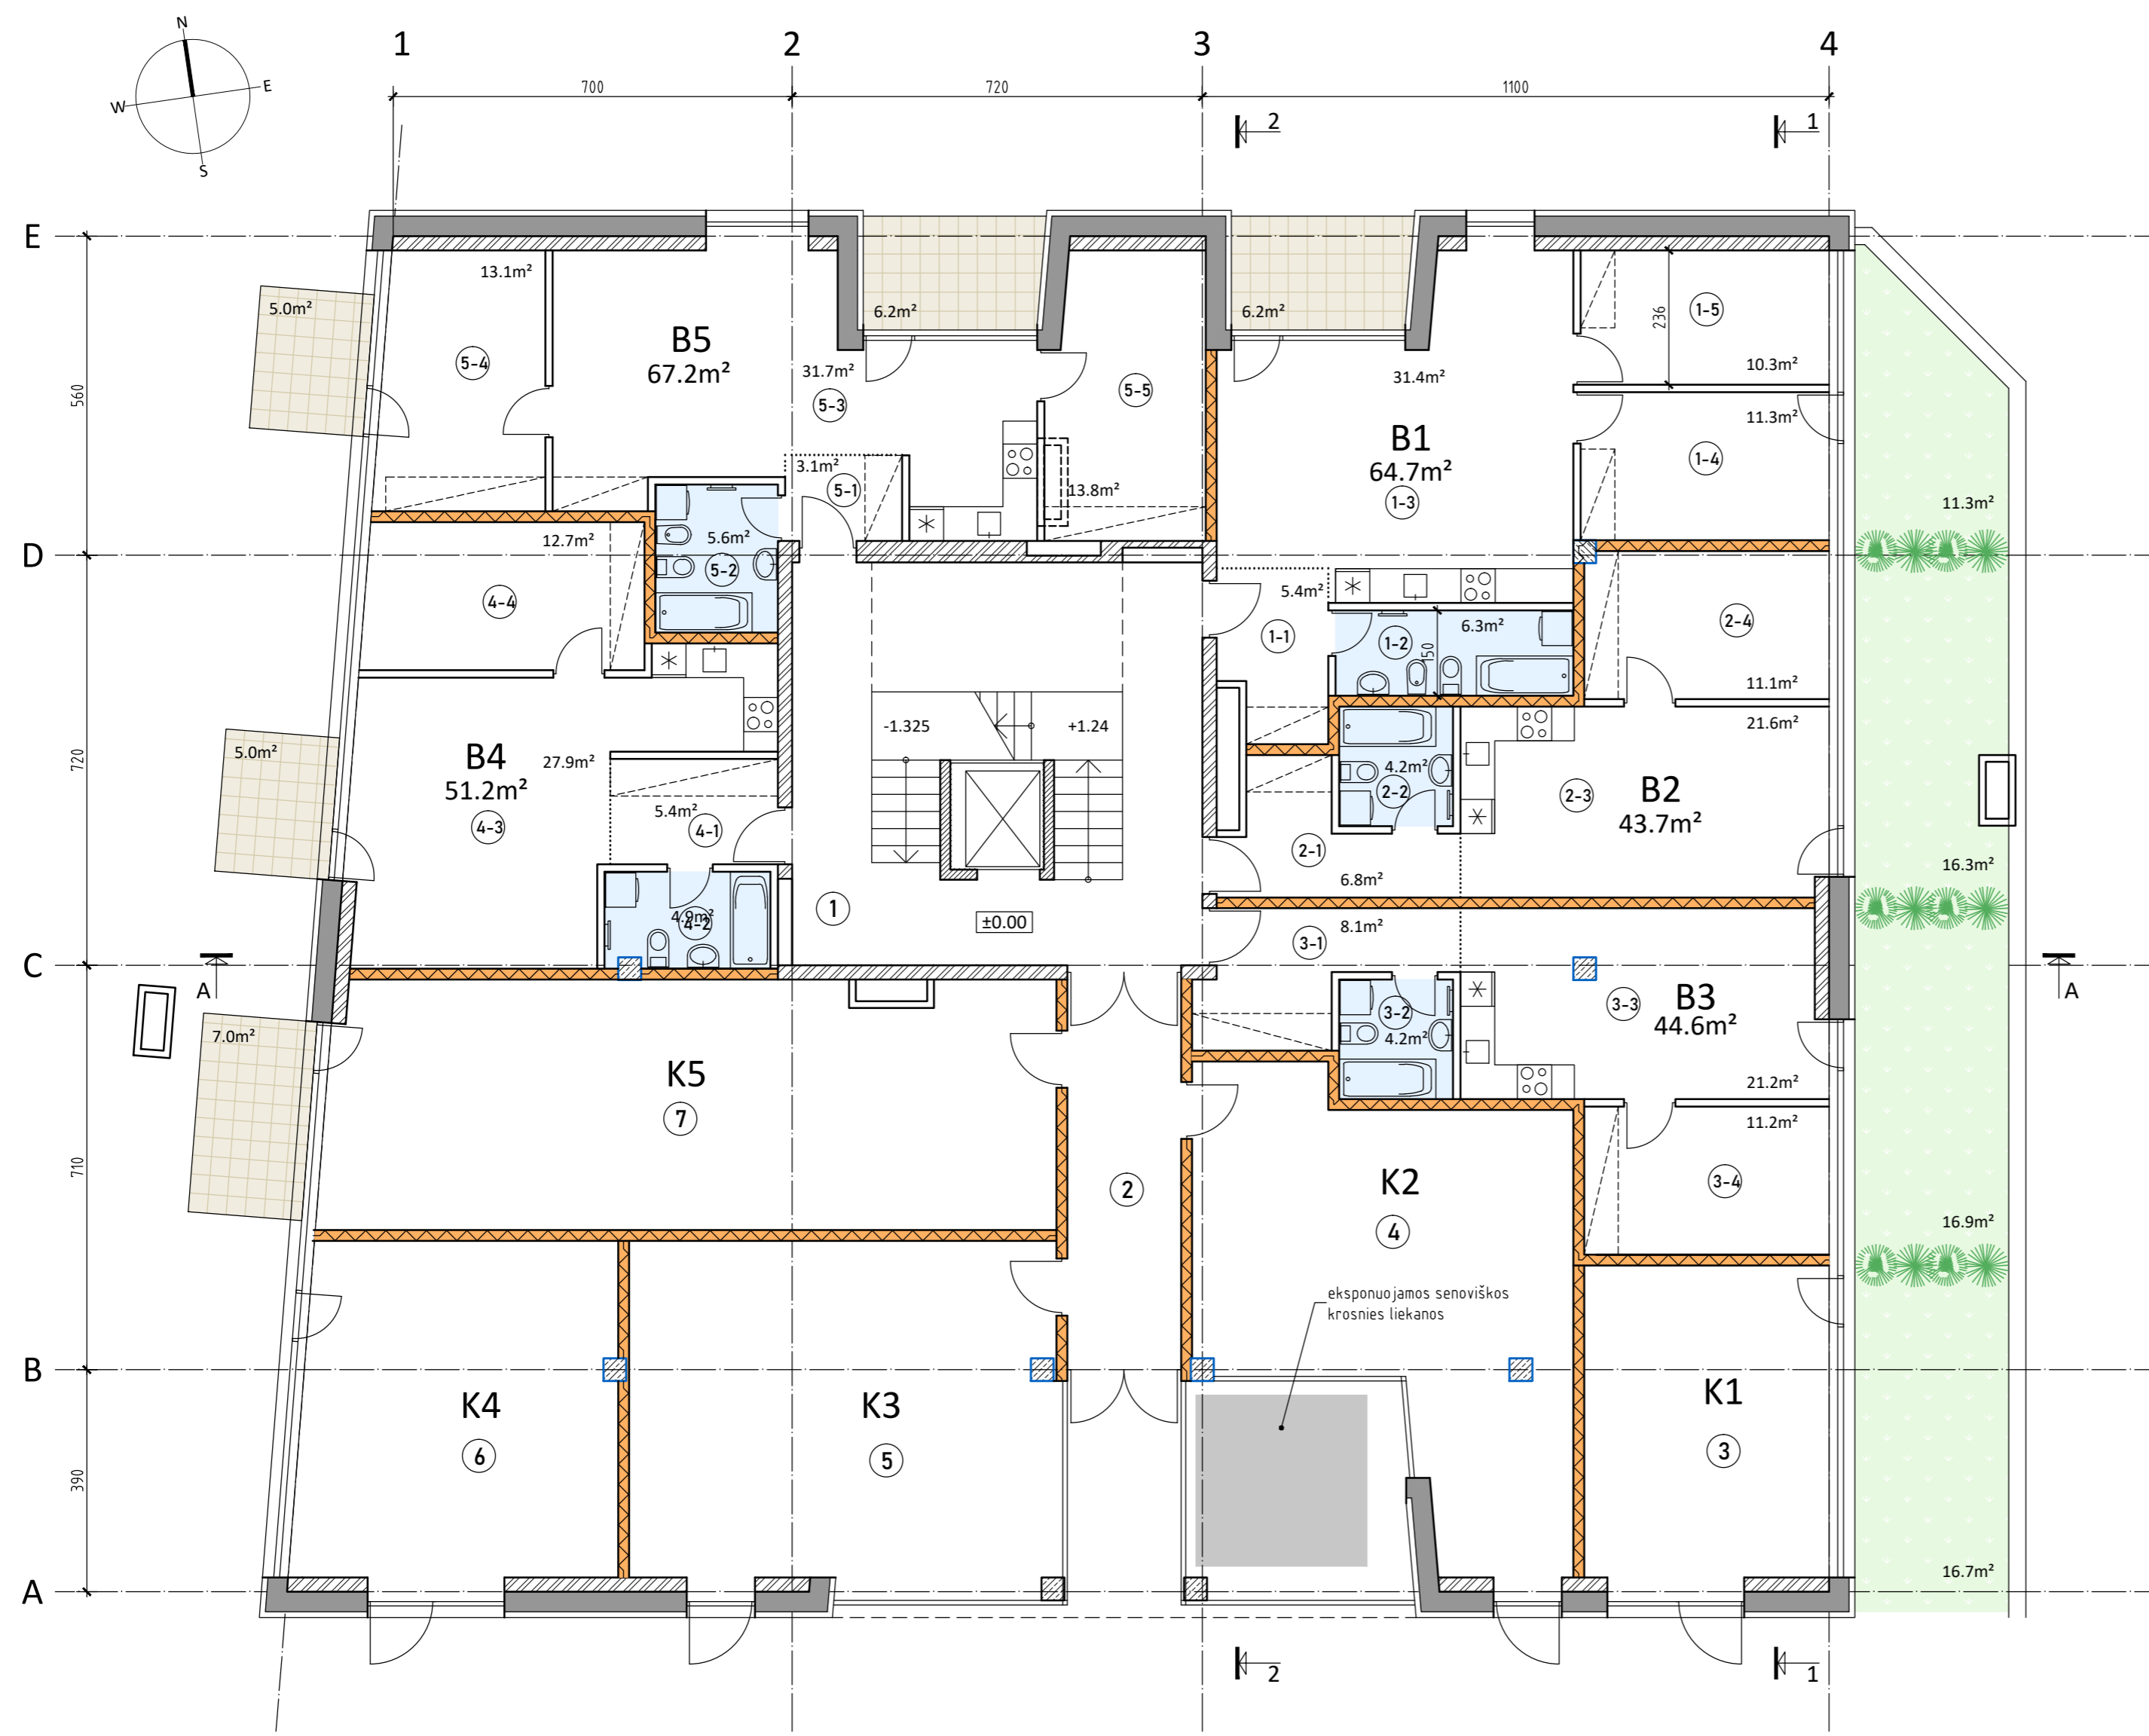 N
W
E
S
1
2
3
4
700
720
1100
2
1
E
D
C
B
A
560
720
710
390
5.0m²
13.1m²
5-4
B5
67.2m²
6.2m²
31.7m²
5-3
5-5
3.1m²
5-1
13.8m²
5.6m²
5-2
6.2m²
31.4m²
B1
64.7m²
1-3
236
1-5
10.3m²
11.3m²
1-4
11.3m²
12.7m²
4-4
5.4m²
1-1
1-2
6.3m²
150
2-4
11.1m²
21.6m²
5.0m²
B4
51.2m²
27.9m²
4-3
5.4m²
4-1
4.9m²
4-2
-1.325
+1.24
1
±0.00
4.2m²
2-2
2-3
B2
43.7m²
2-1
6.8m²
16.3m²
8.1m²
3-1
3-2
4.2m²
3-3
B3
44.6m²
21.2m²
11.2m²
3-4
16.9m²
A
A
7.0m²
K5
7
2
K2
4
eksponuojamos senoviškos
krosnies liekanos
K4
6
K3
5
K1
3
16.7m²
2
1